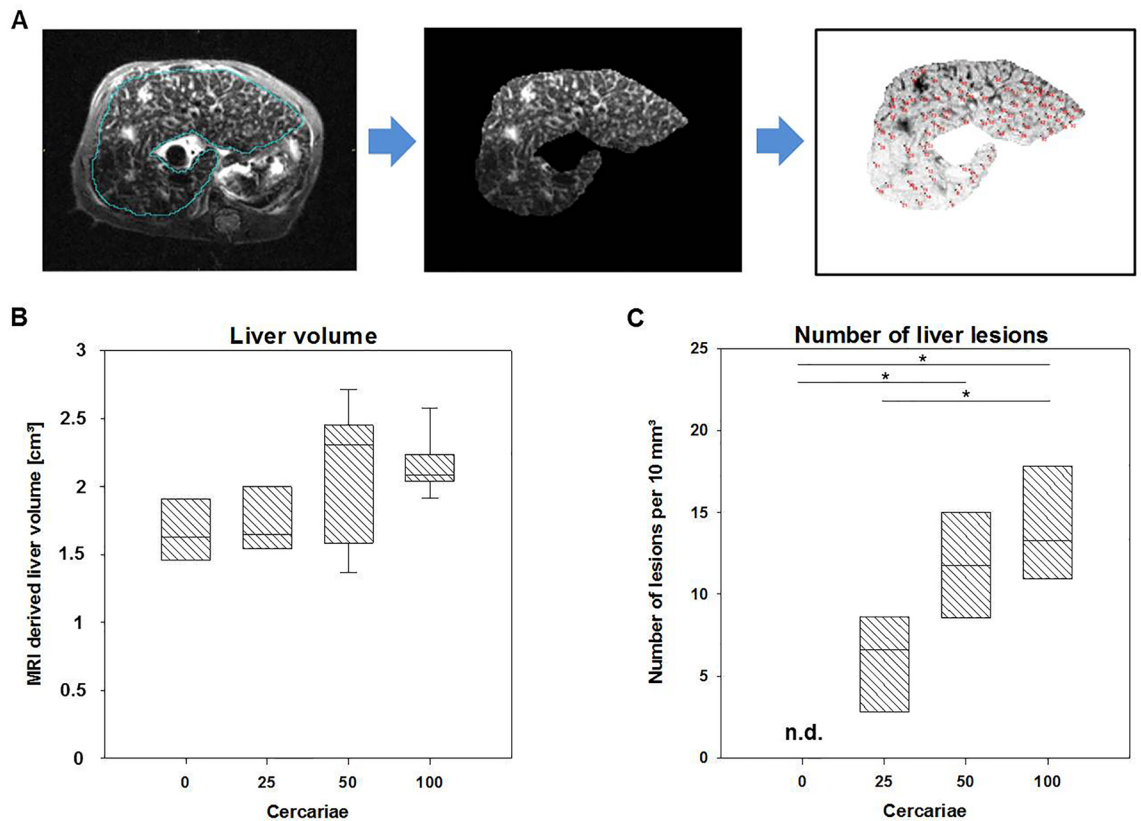 A
B
Liver volume
3
2.5
2
1.5
1
0.5
0
MRI derived liver volume [cm³]
0 25 50 100
Cercariae
C
Number of liver lesions
25
20
15
10
5
0
Number of lesions per 10 mm³
*
*
*
n.d.
0 25 50 100
Cercariae